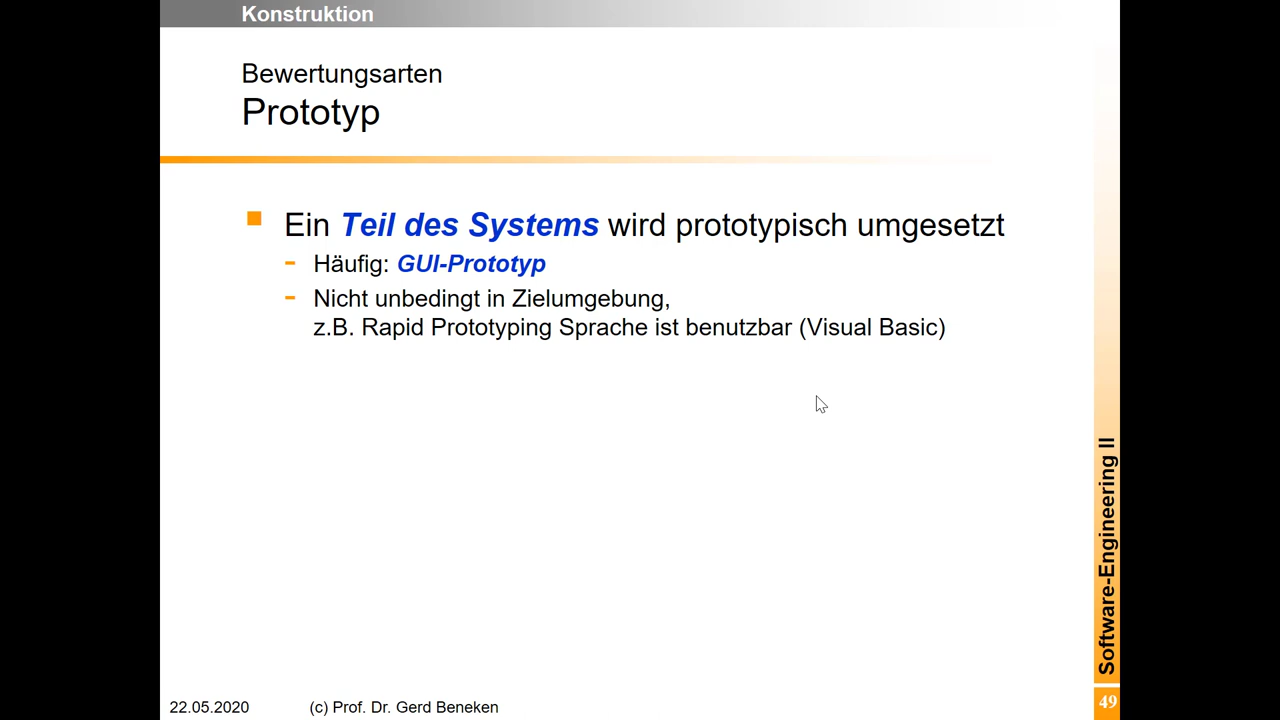 Konstruktion
Bewertungsarten
Prototyp
Ein Teil des Systems wird prototypisch umgesetzt
- Häufig: GUI-Prototyp
- Nicht unbedingt in Zielumgebung,
z.B. Rapid Prototyping Sprache ist benutzbar (Visual Basic)
Software-Engineering II
22.05.2020
(c) Prof. Dr. Gerd Beneken
49